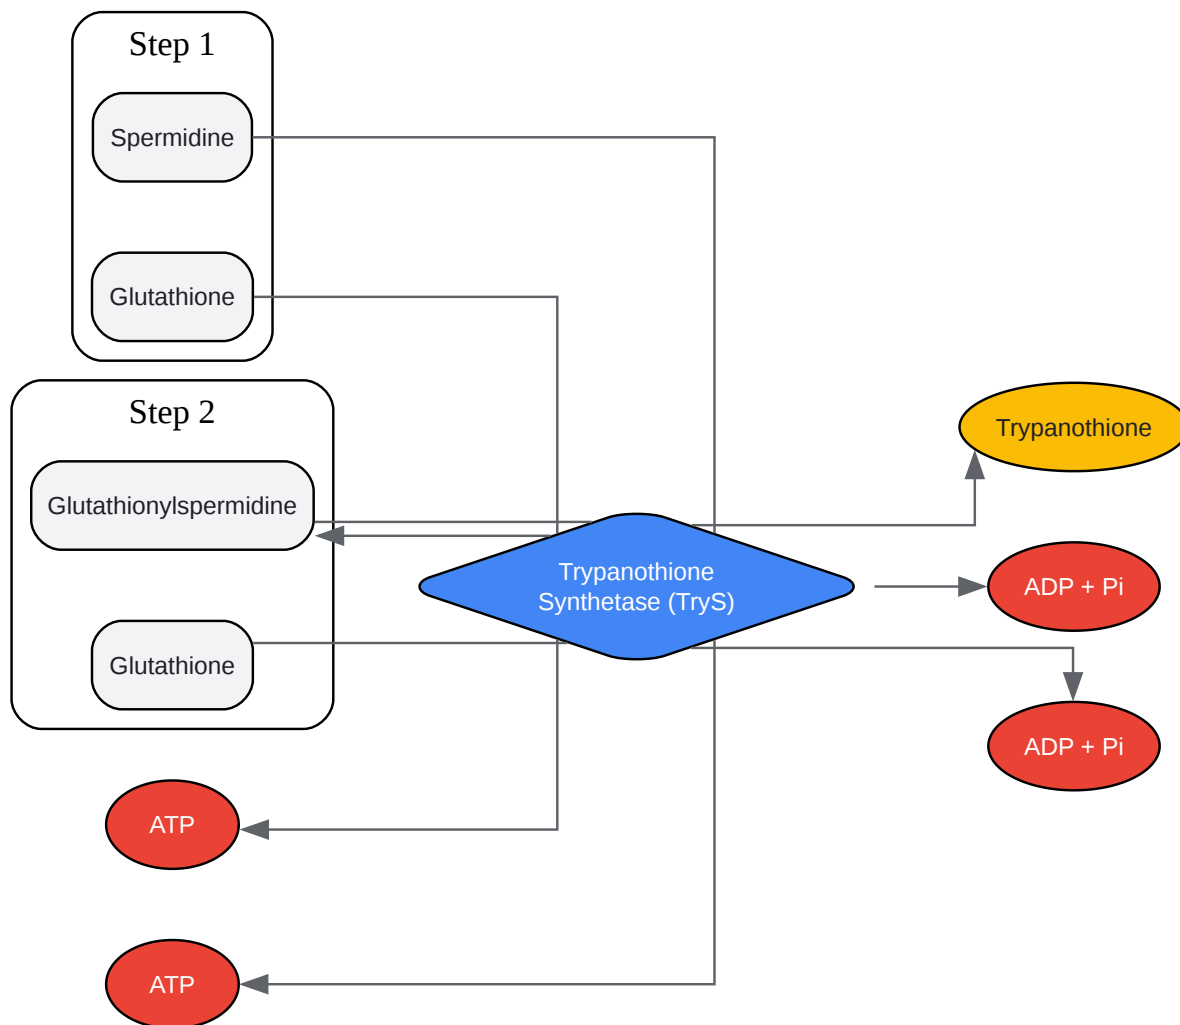 Step 1
Spermidine
Glutathione
Step 2
Glutathionylspermidine
Glutathione
Trypanothione
Synthetase (TryS)
Trypanothione
ADP + Pi
ADP + Pi
ATP
ATP